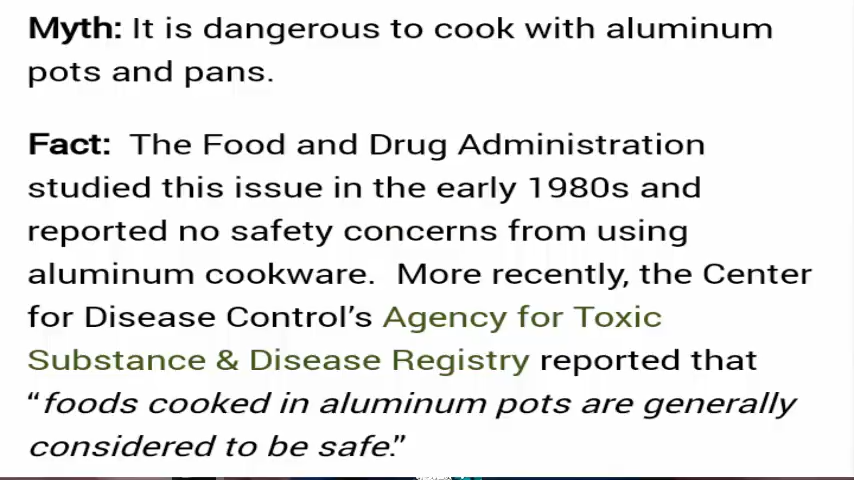 Myth: It is dangerous to cook with aluminum
pots and pans.
Fact: The Food and Drug Administration
studied this issue in the early 1980s and
reported no safety concerns from using
aluminum cookware. More recently, the Center
for Disease Control’s Agency for Toxic
Substance & Disease Registry reported that
“foods cooked in aluminum pots are generally
considered to be safe.”